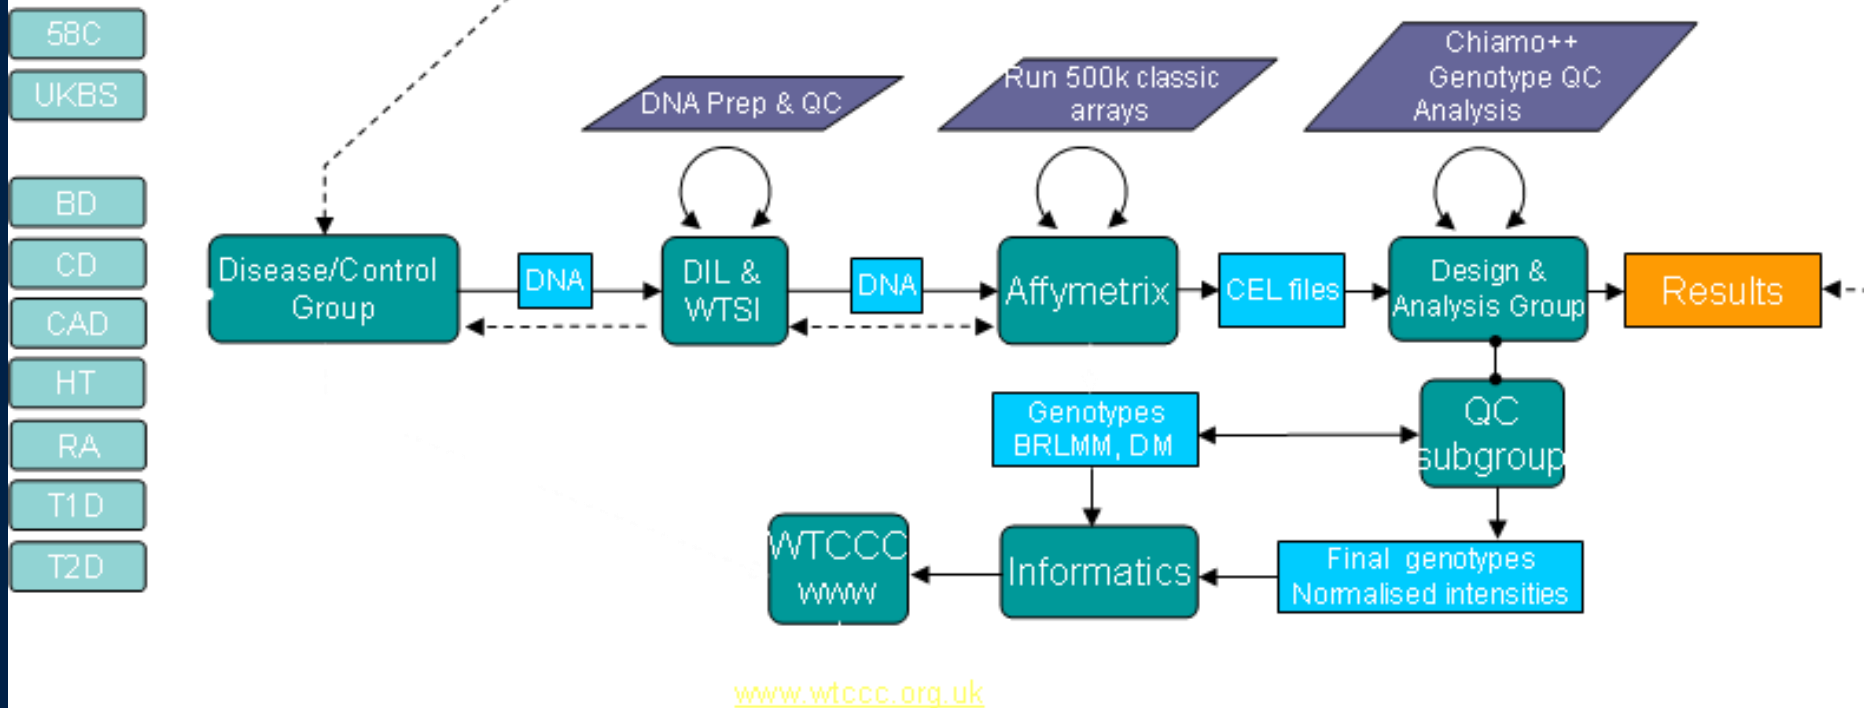 58C
UKBS
BD
CD
CAD
HT
RA
T1D
T2D
DNA Prep & QC
Run 500k classic
arrays
Chiamo++
Genotype QC
Analysis
Disease/Control
Group
DNA
DIL &
WTSI
DNA
Affymetrix
CEL files
Design &
Analysis Group
Results
Genotypes
BRLMM, DM
QC
subgroup
WTCCC
www
Informatics
Final genotypes
Normalised intensities
www.wtccc.org.uk